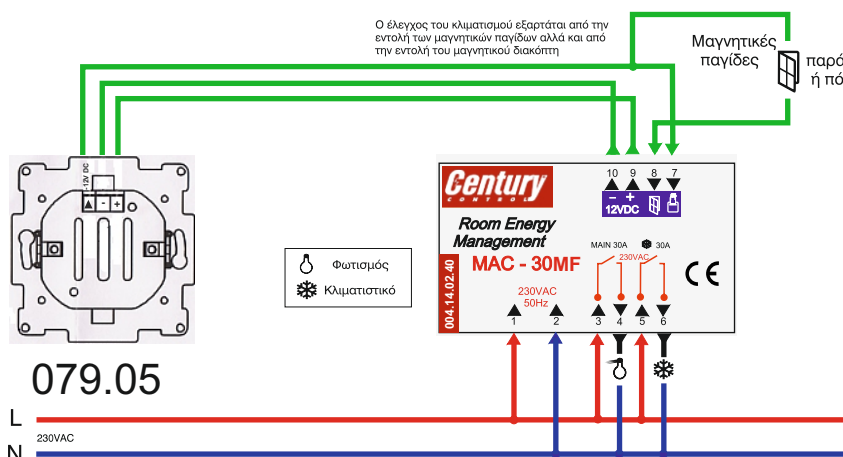 Ο έλεγχος του κλιματισμού εξαρτάται από την
εντολή των μαγνητικών παγίδων αλλά και από
την εντολή του μαγνητικού διακόπτη
Μαγνητικές
παγίδες
ή
12V DC
- +
10 9 8 7
- +
12VDC
Century
CONTROL
Room Energy
Management
MAC - 30MF
004.14.02.40
MAIN 30A 30A
230VAC
230VAC
50Hz
1 2 3 4 5 6
Φωτισμός
Κλιματιστικό
079.05
L
230VAC
N